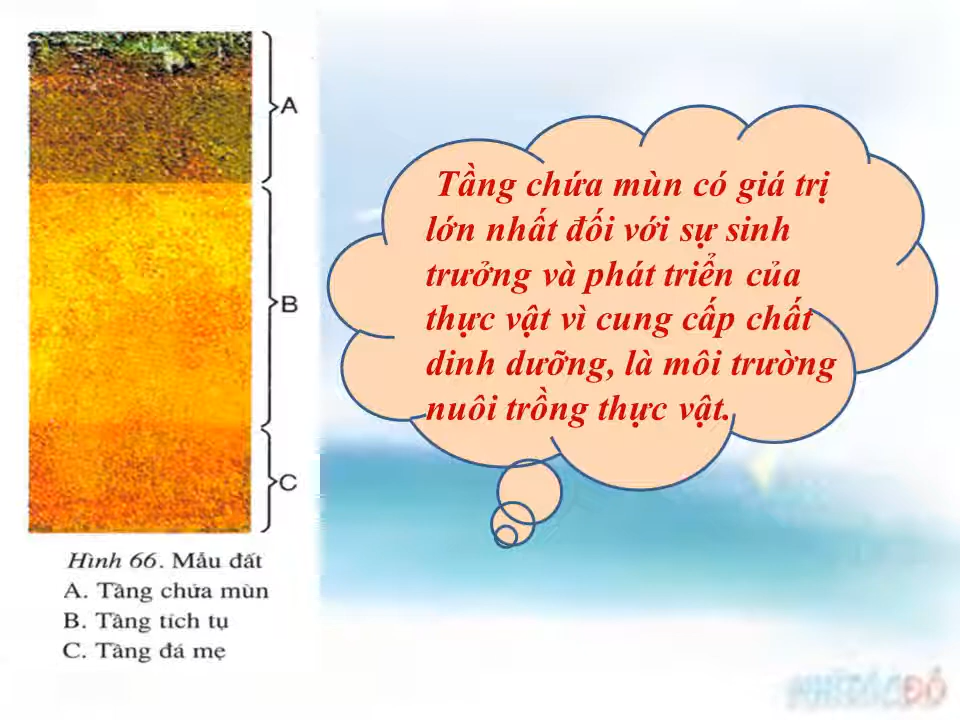 A
B
C
Hình 66. Mẫu đất
A. Tầng chứa mùn
B. Tầng tích tụ
C. Tầng đá mẹ
Tầng chứa mùn có giá trị
lớn nhất đối với sự sinh
trưởng và phát triển của
thực vật vì cung cấp chất
dinh dưỡng, là môi trường
nuôi trồng thực vật.